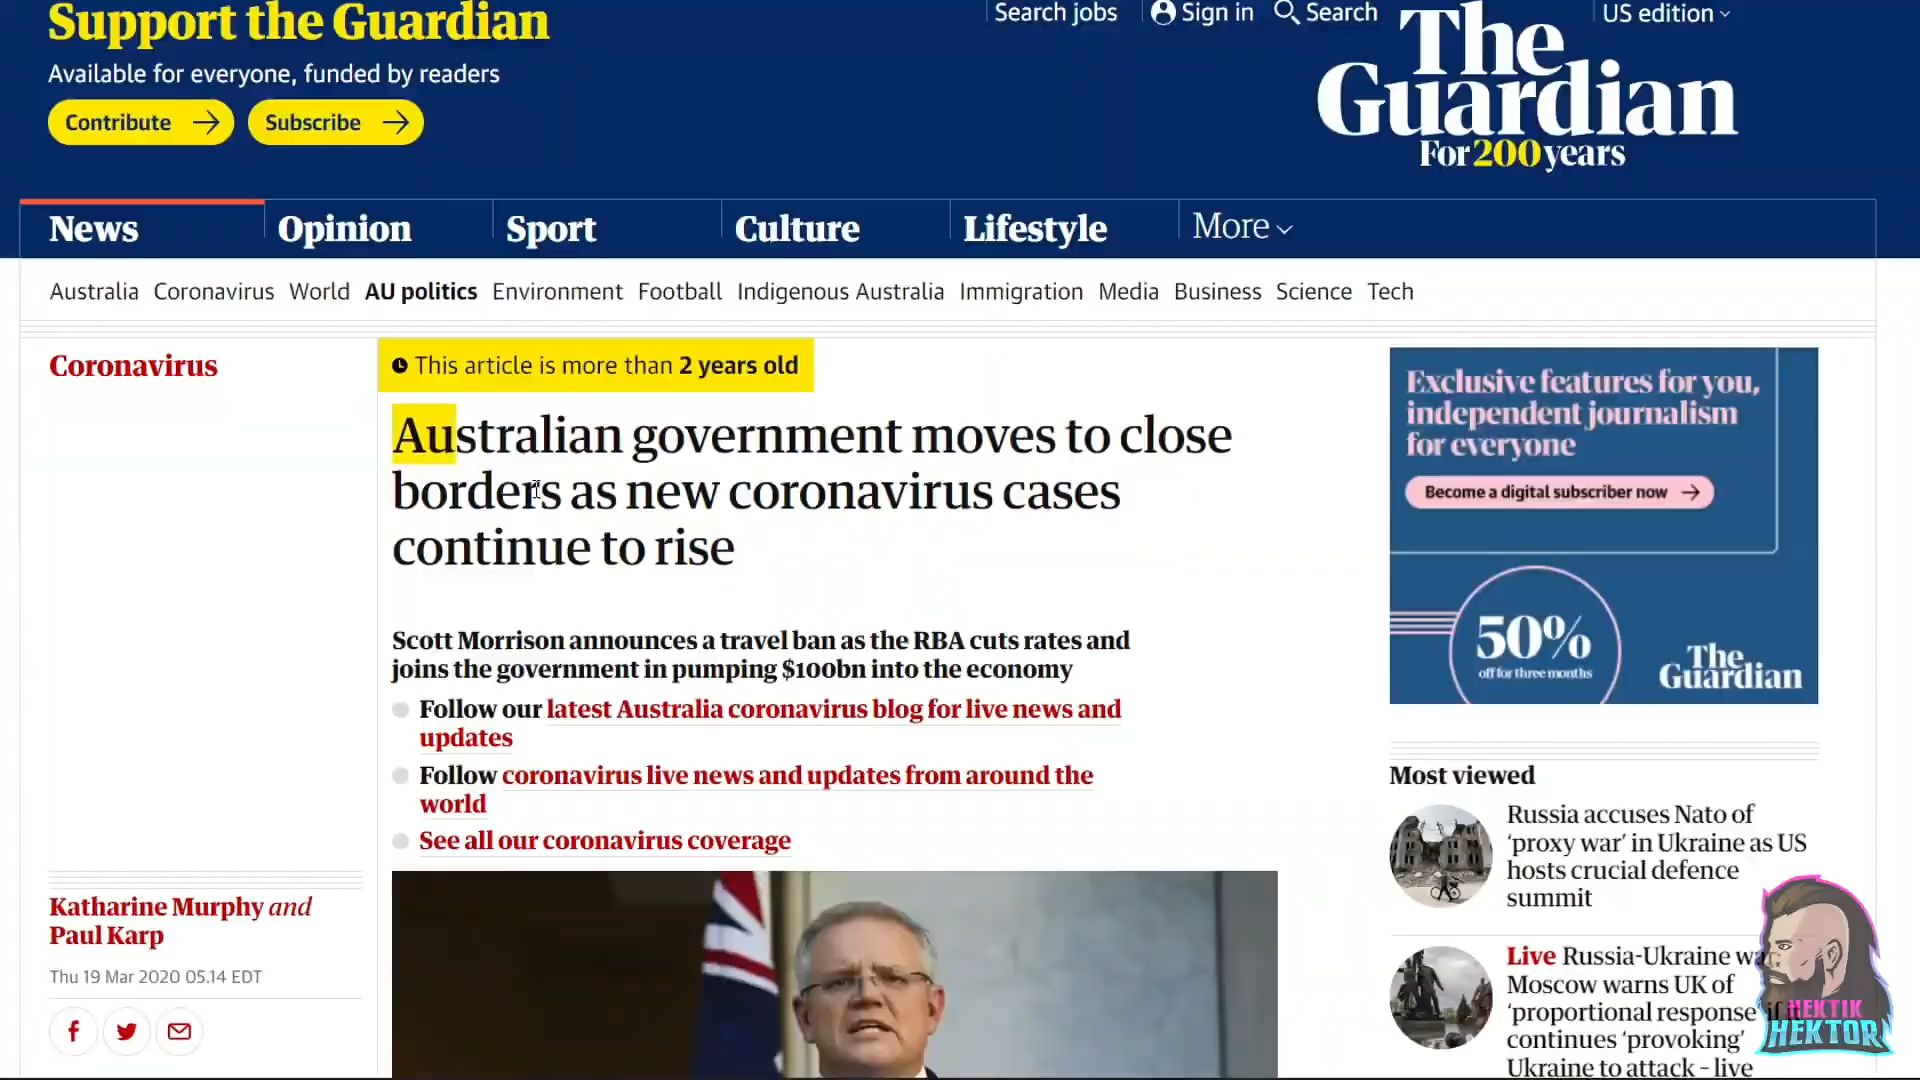 Support the Guardian
Available for everyone, funded by readers
Contribute
Subscribe
Search jobs
Sign in
Search
US edition
The
Guardian
For 200 years
News
Opinion
Sport
Culture
Lifestyle
More
Australia Coronavirus World AU politics Environment Football Indigenous Australia Immigration Media Business Science Tech
Coronavirus
This article is more than 2 years old
Australian government moves to close
borders as new coronavirus cases
continue to rise
Scott Morrison announces a travel ban as the RBA cuts rates and
joins the government in pumping $100bn into the economy
Follow our latest Australia coronavirus blog for live news and
updates
Follow coronavirus live news and updates from around the
world
See all our coronavirus coverage
Katharine Murphy and
Paul Karp
Thu 19 Mar 2020 05.14 EDT
Exclusive features for you,
independent journalism
for everyone
Become a digital subscriber now
50%
off for three months
The
Guardian
Most viewed
Russia accuses Nato of
‘proxy war’ in Ukraine as US
hosts crucial defence
summit
Live Russia-Ukraine
Moscow warns UK of
‘proportional response’ if it
continues ‘provoking’
Ukraine to attack – live
HEKTIK
HEKTOR